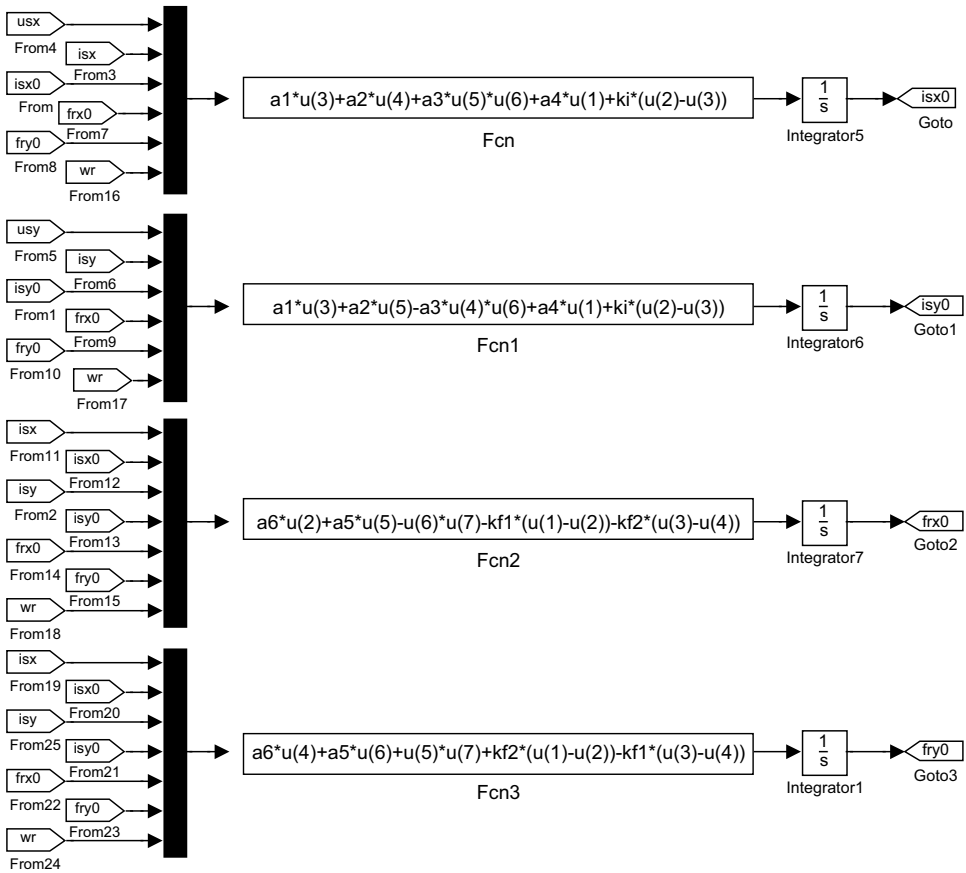 usx
From4
isx
From3
isx0
From
frx0
From7
fry0
From8
wr
From16
a1*u(3)+a2*u(4)+a3*u(5)*u(6)+a4*u(1)+ki*(u(2)-u(3))
Fcn
1
s
Integrator5
isx0
Goto
usy
From5
isy
From6
isy0
From1
frx0
From9
fry0
From10
wr
From17
a1*u(3)+a2*u(5)-a3*u(4)*u(6)+a4*u(1)+ki*(u(2)-u(3))
Fcn1
1
s
Integrator6
isy0
Goto1
isx
From11
isx0
From12
isy
From2
isy0
From13
frx0
From14
fry0
From15
wr
From18
a6*u(2)+a5*u(5)-u(6)*u(7)-kf1*(u(1)-u(2))-kf2*(u(3)-u(4))
Fcn2
1
s
Integrator7
frx0
Goto2
isx
From19
isx0
From20
isy
From25
isy0
From21
frx0
From22
fry0
From23
wr
From24
a6*u(4)+a5*u(6)+u(5)*u(7)+kf2*(u(1)-u(2))-kf1*(u(3)-u(4))
Fcn3
1
s
Integrator1
fry0
Goto3